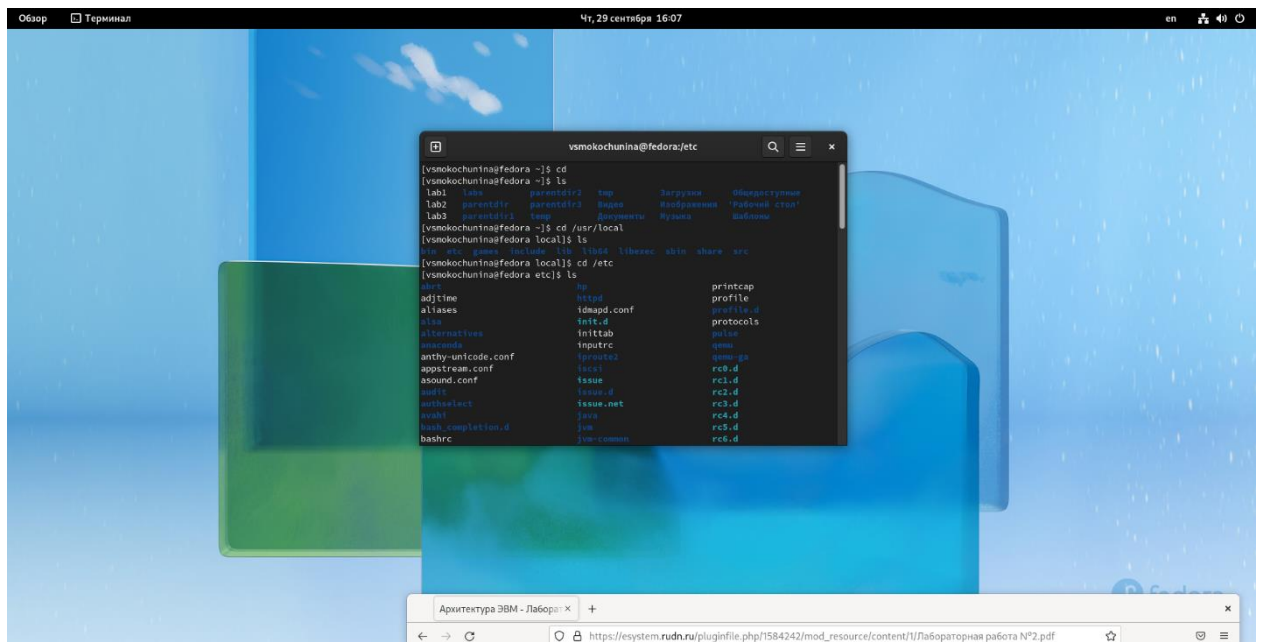 Обзор Терминал Чт, 29 сентября 16:07 en
vsmokochunina@fedora:/etc
[vsmokochunina@fedora ~]$ cd
[vsmokochunina@fedora ~]$ ls
lab1 labs parentdir2 tmp Загрузки Общедоступные
lab2 parentdir parentdir3 Видео Изображения 'Рабочий стол'
lab3 parentdir1 temp Документы Музыка Шаблоны
[vsmokochunina@fedora ~]$ cd /usr/local
[vsmokochunina@fedora local]$ ls
bin etc games include lib lib64 libexec sbin share src
[vsmokochunina@fedora local]$ cd /etc
[vsmokochunina@fedora etc]$ ls
abrt hp printcap
adjtime httpd profile
aliases idmapd.conf profile.d
alsa init.d protocols
alternatives inittab pulse
anaconda inputrc qemu
anthy-unicode.conf iproute2 qemu-ga
appstream.conf iscsi rc0.d
asound.conf issue rc1.d
audit issue.d rc2.d
authselect issue.net rc3.d
avahi java rc4.d
bash_completion.d jvm rc5.d
bashrc jvm-common rc6.d
Архитектура ЭВМ - Лаборат
https://esystem.rudn.ru/pluginfile.php/1584242/mod_resource/content/1/Лабораторная работа №2.pdf